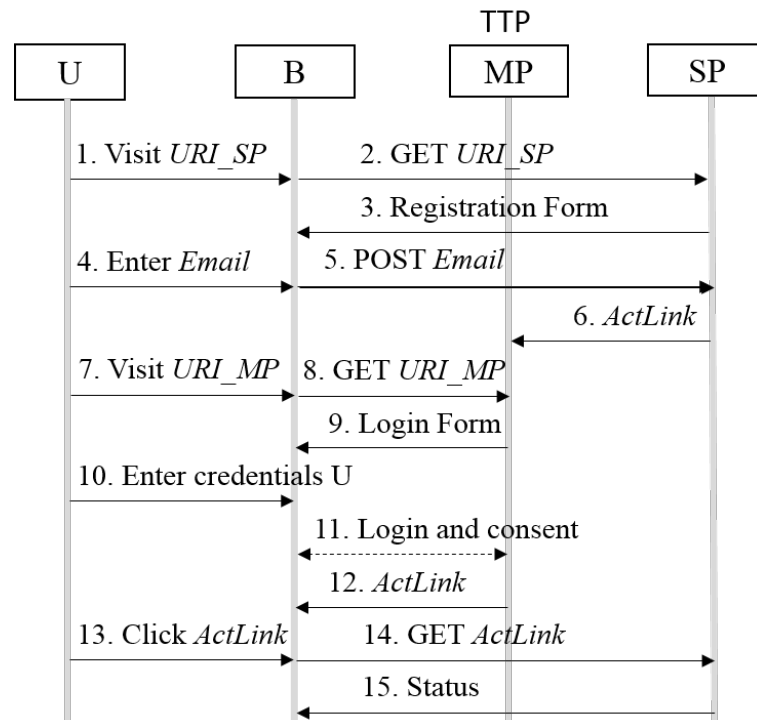 TTP
U B MP SP
1. Visit URI_SP 2. GET URI_SP
3. Registration Form
4. Enter Email 5. POST Email
6. ActLink
7. Visit URI_MP 8. GET URI_MP
9. Login Form
10. Enter credentials U
11. Login and consent
12. ActLink
13. Click ActLink 14. GET ActLink
15. Status